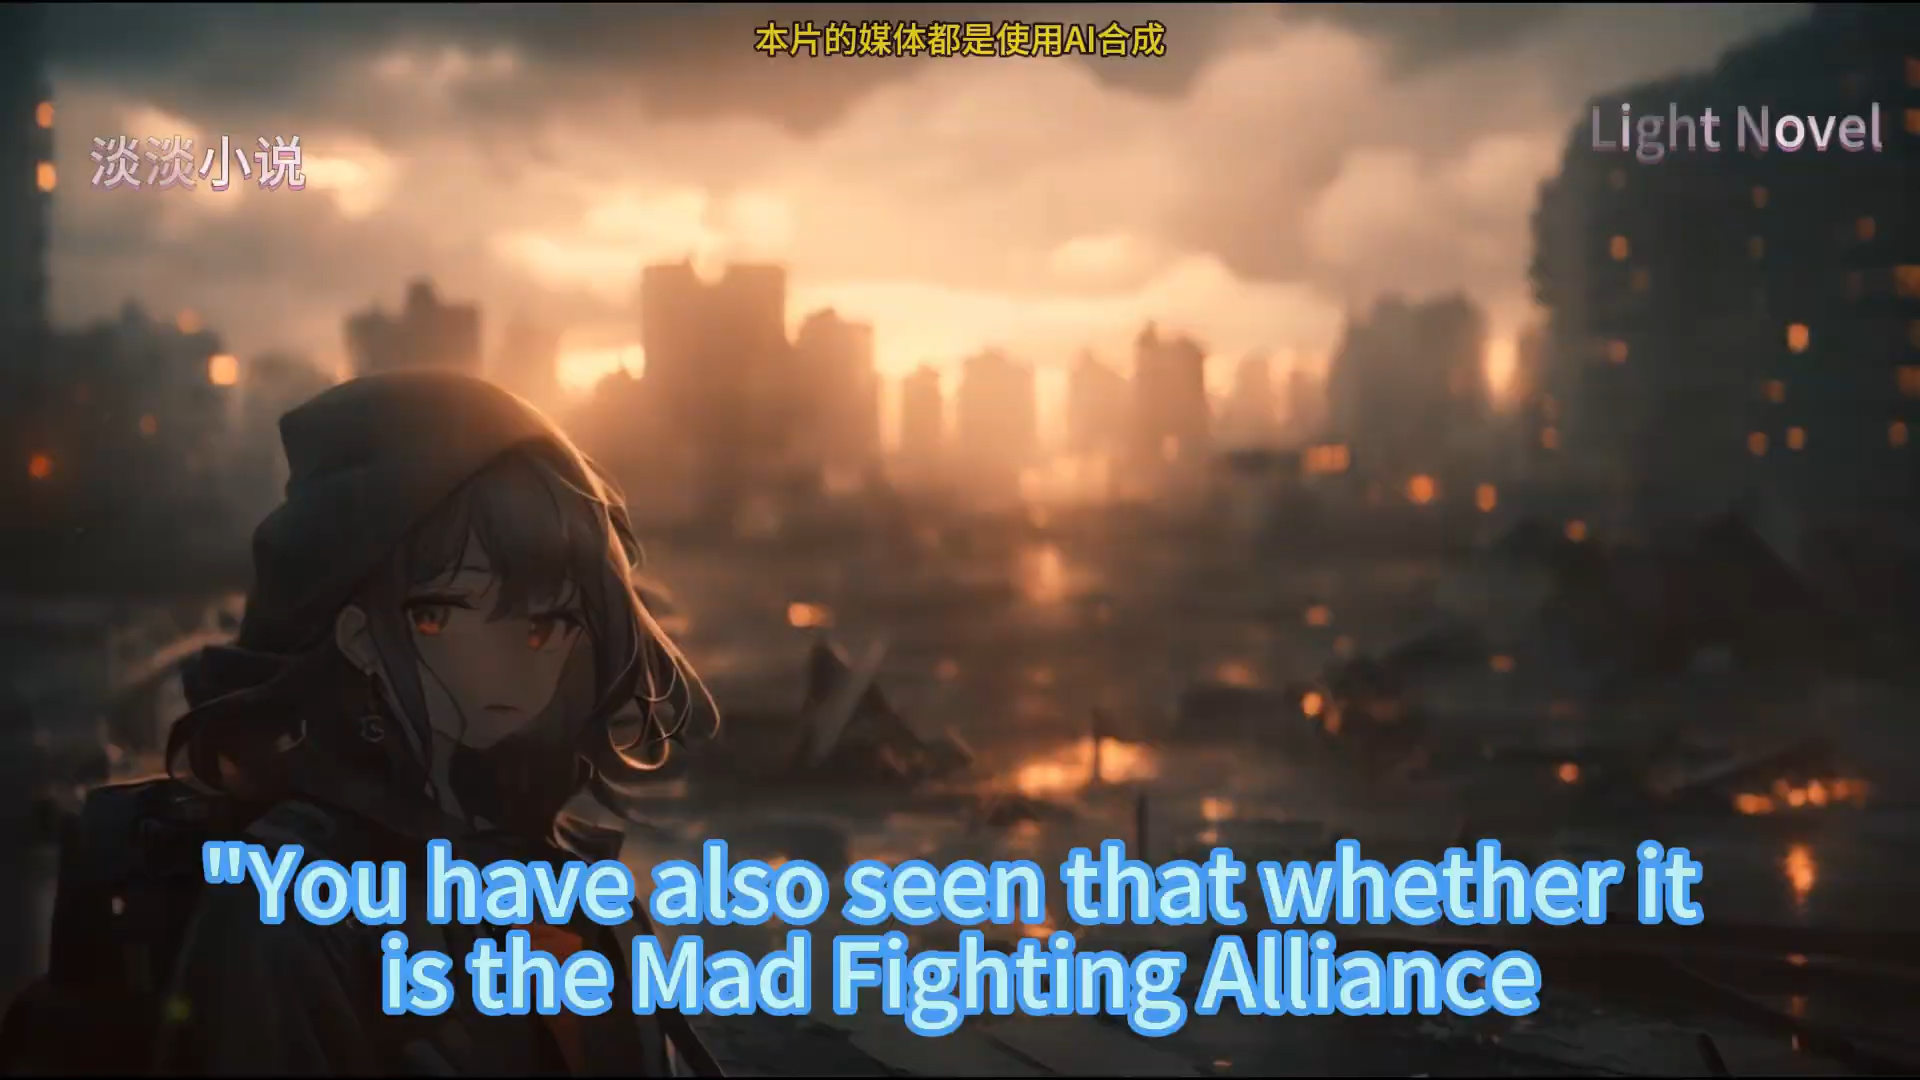 本片的媒体都是使用AI合成
淡淡小说
Light Novel
"You have also seen that whether it
is the Mad Fighting Alliance